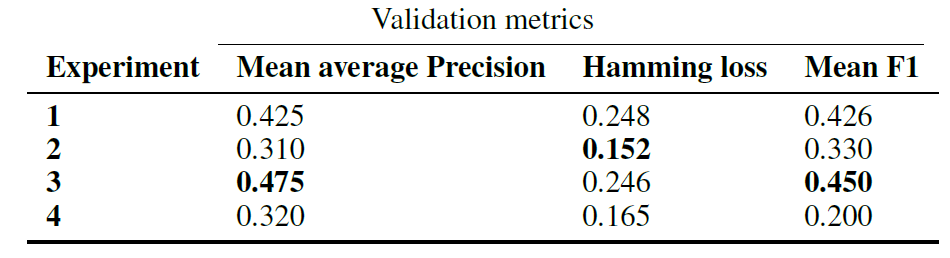 Validation metrics
Experiment Mean average Precision Hamming loss Mean F1
1 0.425 0.248 0.426
2 0.310 0.152 0.330
3 0.475 0.246 0.450
4 0.320 0.165 0.200